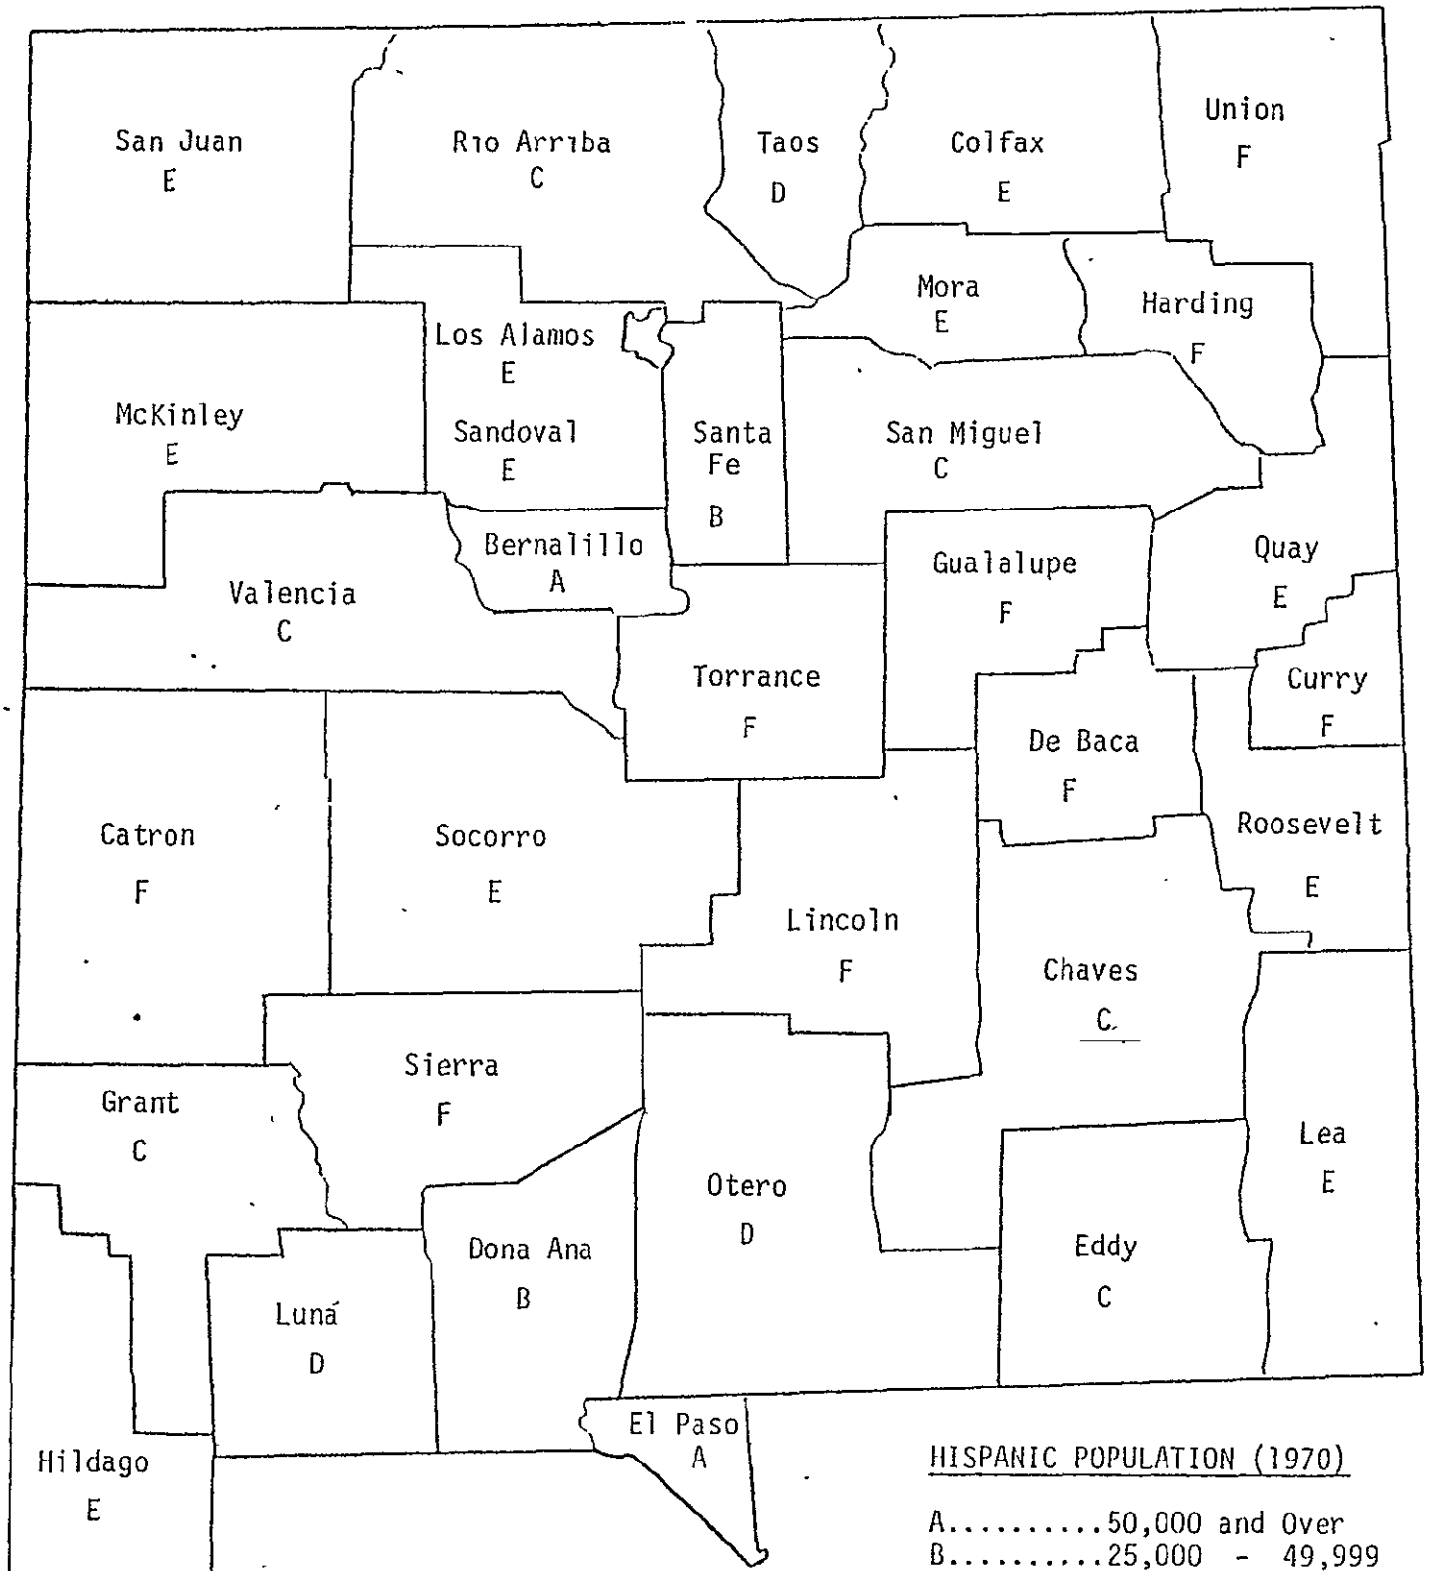 San Juan
E
Rio Arriba
C
Taos
D
Colfax
E
Union
F
Mora
E
Harding
F
Los Alamos
E
McKinley
E
Sandoval
E
Santa
Fe
B
San Miguel
C
Bernalillo
A
Valencia
C
Gualalupe
F
Quay
E
Torrance
F
Curry
F
De Baca
F
Catron
F
Socorro
E
Roosevelt
E
Lincoln
F
Chaves
C.
Sierra
F
Grant
C
Lea
E
Otero
D
Dona Ana
B
Eddy
C
Luná
D
El Paso
A
Hildago
E
HISPANIC POPULATION (1970)
A..........50,000 and Over
B..........25,000 - 49,999